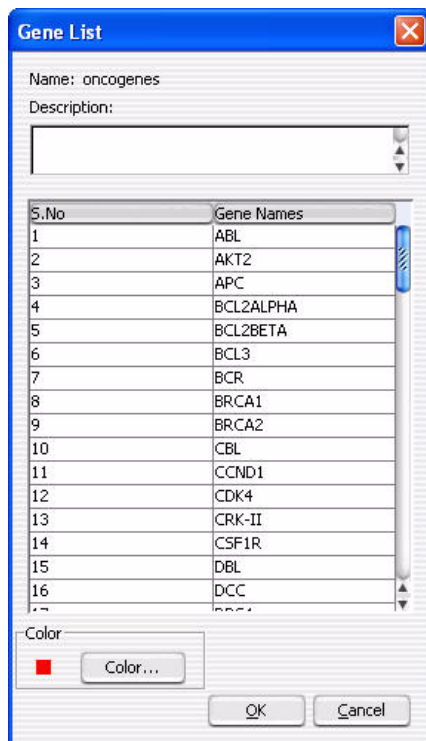 Gene List
Name: oncogenes
Description:
S.No Gene Names
1 ABL
2 AKT2
3 APC
4 BCL2ALPHA
5 BCL2BETA
6 BCL3
7 BCR
8 BRCA1
9 BRCA2
10 CBL
11 CCND1
12 CDK4
13 CRK-II
14 CSF1R
15 DBL
16 DCC
Color
Color...
OK Cancel